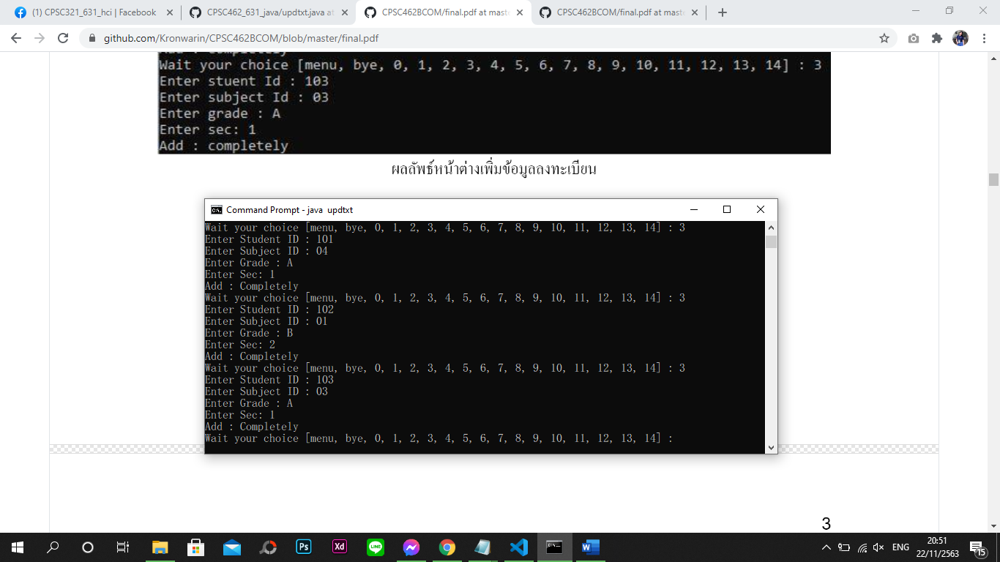 (1) CPSC321_631_hci | Facebook
CPSC462_631_java/updtxt.java at
CPSC462BCOM/final.pdf at mast
CPSC462BCOM/final.pdf at mast
github.com/Kronwarin/CPSC462BCOM/blob/master/final.pdf
Add : completely
Wait your choice [menu, bye, 0, 1, 2, 3, 4, 5, 6, 7, 8, 9, 10, 11, 12, 13, 14] : 3
Enter stuent Id : 103
Enter subject Id : 03
Enter grade : A
Enter sec: 1
Add : completely
ผลลัพธ์หน้าต่างเพิ่มข้อมูลลงทะเบียน
Command Prompt - java  updtxt
Wait your choice [menu, bye, 0, 1, 2, 3, 4, 5, 6, 7, 8, 9, 10, 11, 12, 13, 14] : 3
Enter Student ID : 101
Enter Subject ID : 04
Enter Grade : A
Enter Sec: 1
Add : Completely
Wait your choice [menu, bye, 0, 1, 2, 3, 4, 5, 6, 7, 8, 9, 10, 11, 12, 13, 14] : 3
Enter Student ID : 102
Enter Subject ID : 01
Enter Grade : B
Enter Sec: 2
Add : Completely
Wait your choice [menu, bye, 0, 1, 2, 3, 4, 5, 6, 7, 8, 9, 10, 11, 12, 13, 14] : 3
Enter Student ID : 103
Enter Subject ID : 03
Enter Grade : A
Enter Sec: 1
Add : Completely
Wait your choice [menu, bye, 0, 1, 2, 3, 4, 5, 6, 7, 8, 9, 10, 11, 12, 13, 14] :
3
Ps
Xd
LINE
W
ENG
20:51
22/11/2563
15